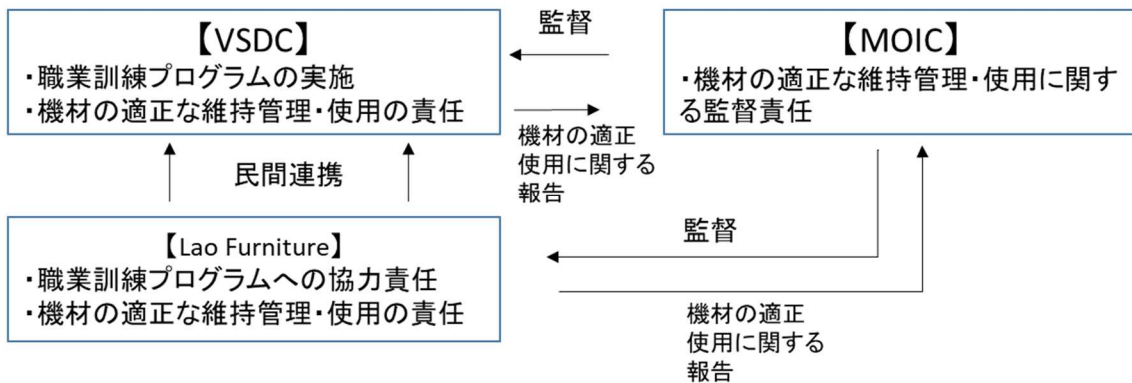 【VSDC】
・職業訓練プログラムの実施
・機材の適正な維持管理・使用の責任
監督
機材の適正
使用に関する
報告
【MOIC】
・機材の適正な維持管理・使用に関す
る監督責任
民間連携
【Lao Furniture】
・職業訓練プログラムへの協力責任
・機材の適正な維持管理・使用の責任
監督
機材の適正
使用に関する
報告